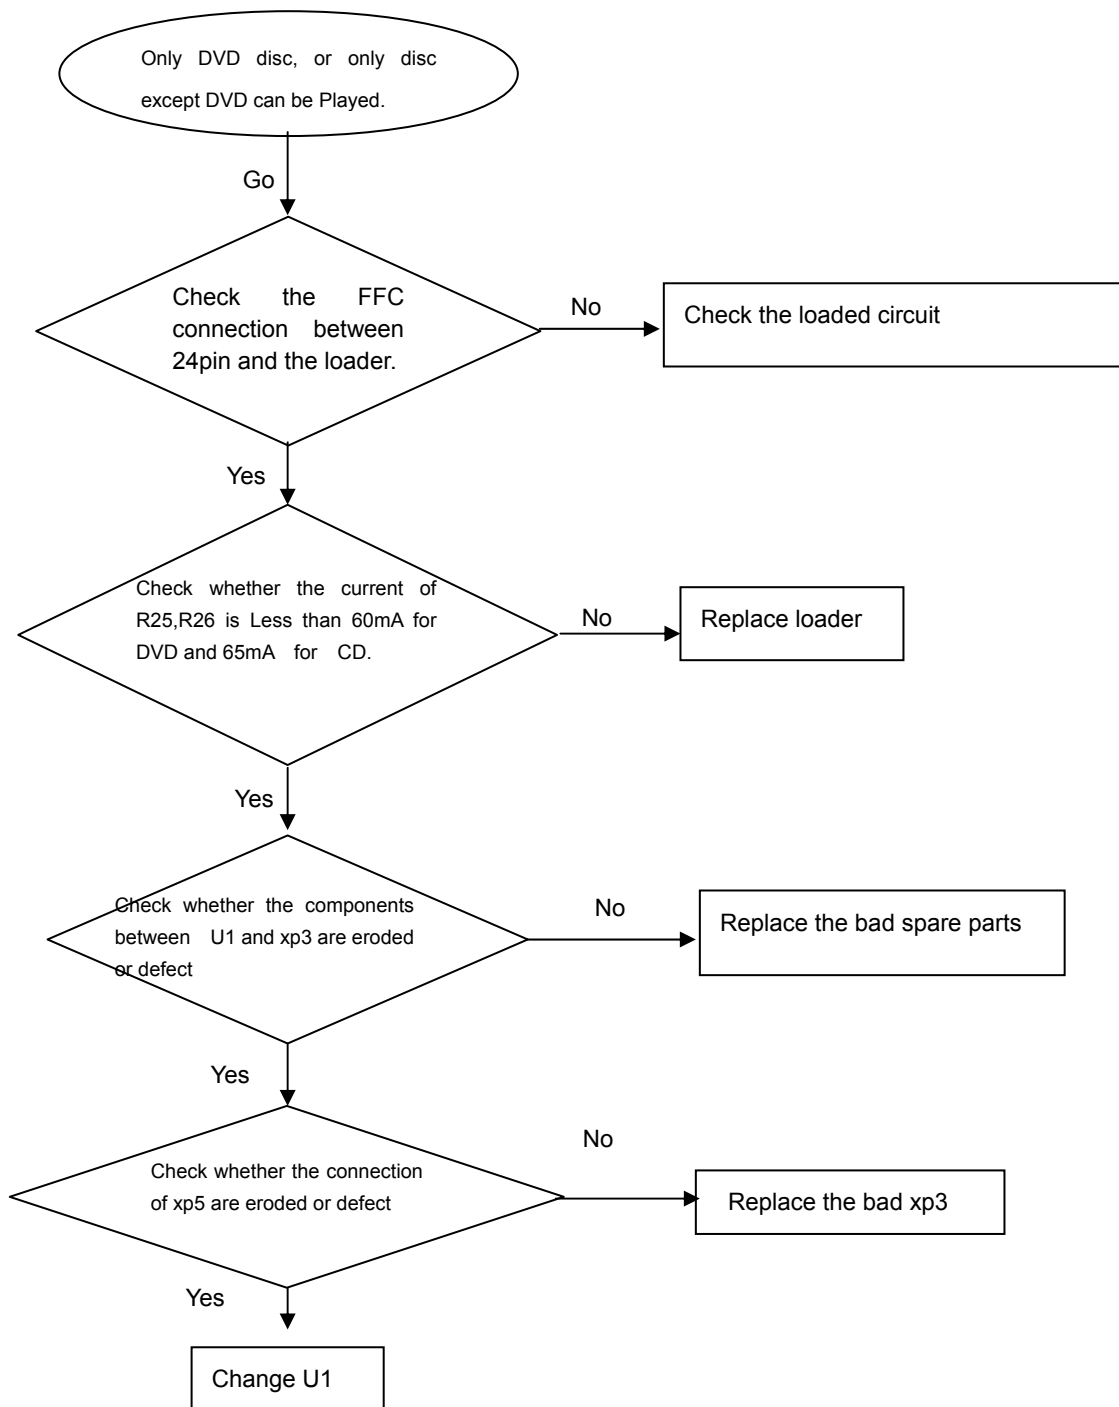 Only DVD disc, or only disc
except DVD can be Played.
Go
Check the FFC
connection between
24pin and the loader.
No
Check the loaded circuit
Yes
Check whether the current of
R25,R26 is Less than 60mA for
DVD and 65mA for CD.
No
Replace loader
Yes
Check whether the components
between U1 and xp3 are eroded
or defect
No
Replace the bad spare parts
Yes
Check whether the connection
of xp5 are eroded or defect
No
Replace the bad xp3
Yes
Change U1